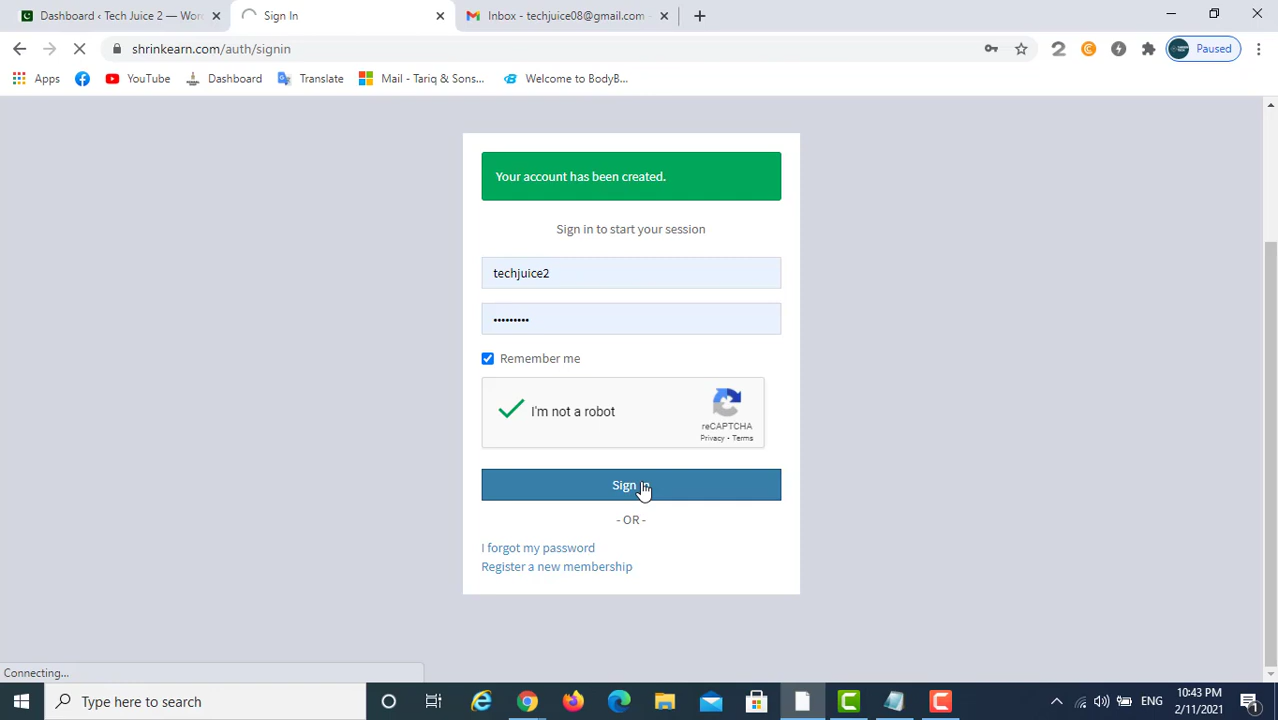 Dashboard ‹ Tech Juice 2 — Wor
Sign In
Inbox - techjuice08@gmail.com -
shrinkearn.com/auth/signin
Paused
Apps
YouTube
Dashboard
Translate
Mail - Tariq & Sons...
Welcome to BodyB...
Your account has been created.
Sign in to start your session
techjuice2
•••••••••
Remember me
I'm not a robot
reCAPTCHA
Privacy • Terms
Sign In
- OR -
I forgot my password
Register a new membership
Connecting...
Type here to search
ENG
10:43 PM
2/11/2021
1